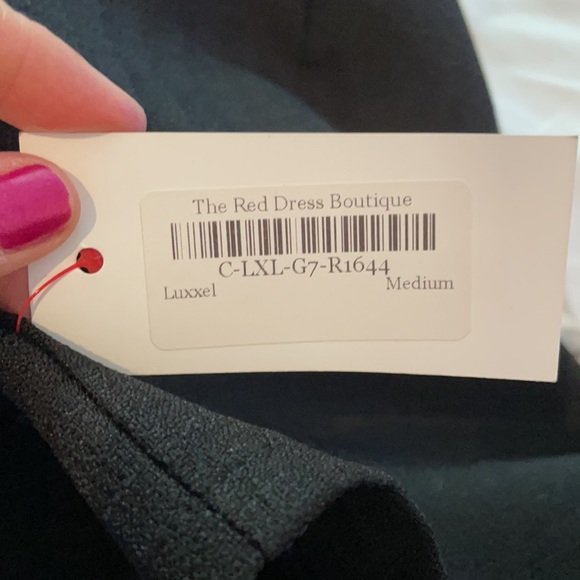 The Red Dress Boutique
C-LXL-G7-R1644
Luxxel Medium